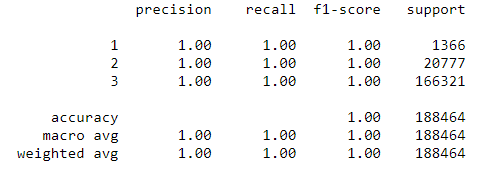 precision recall f1-score support
1 1.00 1.00 1.00 1366
2 1.00 1.00 1.00 20777
3 1.00 1.00 1.00 166321
accuracy 1.00 188464
macro avg 1.00 1.00 1.00 188464
weighted avg 1.00 1.00 1.00 188464